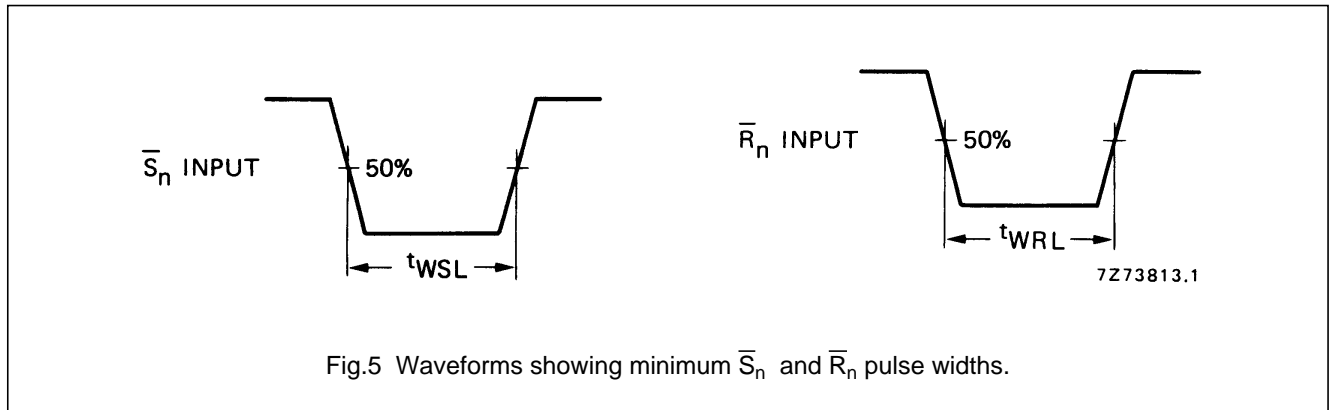 S̅n INPUT
50%
tWSL
R̅n INPUT
50%
tWRL
7Z73813.1
Fig.5 Waveforms showing minimum S̅n and R̅n pulse widths.